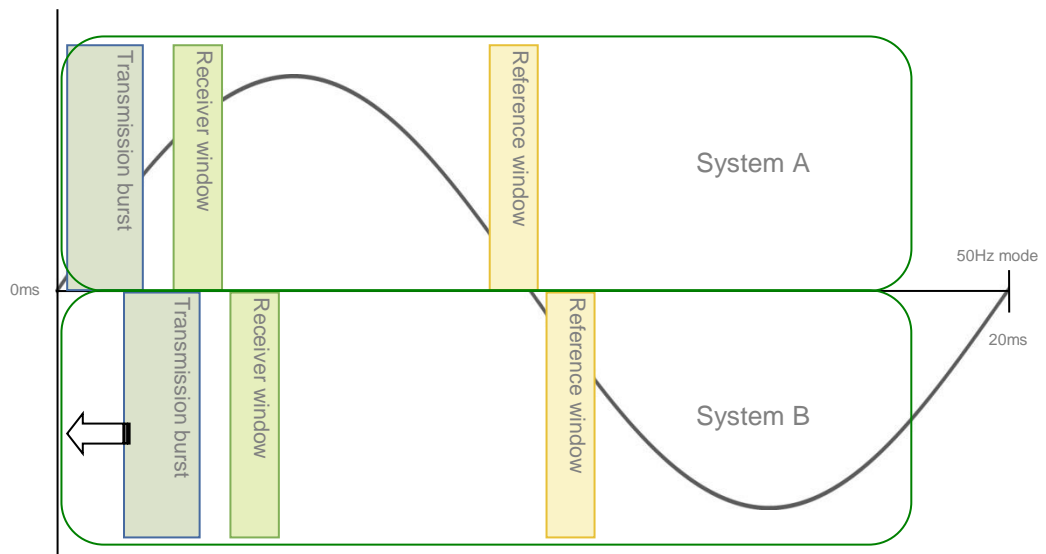 Transmission burst
Receiver window
Reference window
System A
50Hz mode
0ms
20ms
Transmission burst
Receiver window
Reference window
System B